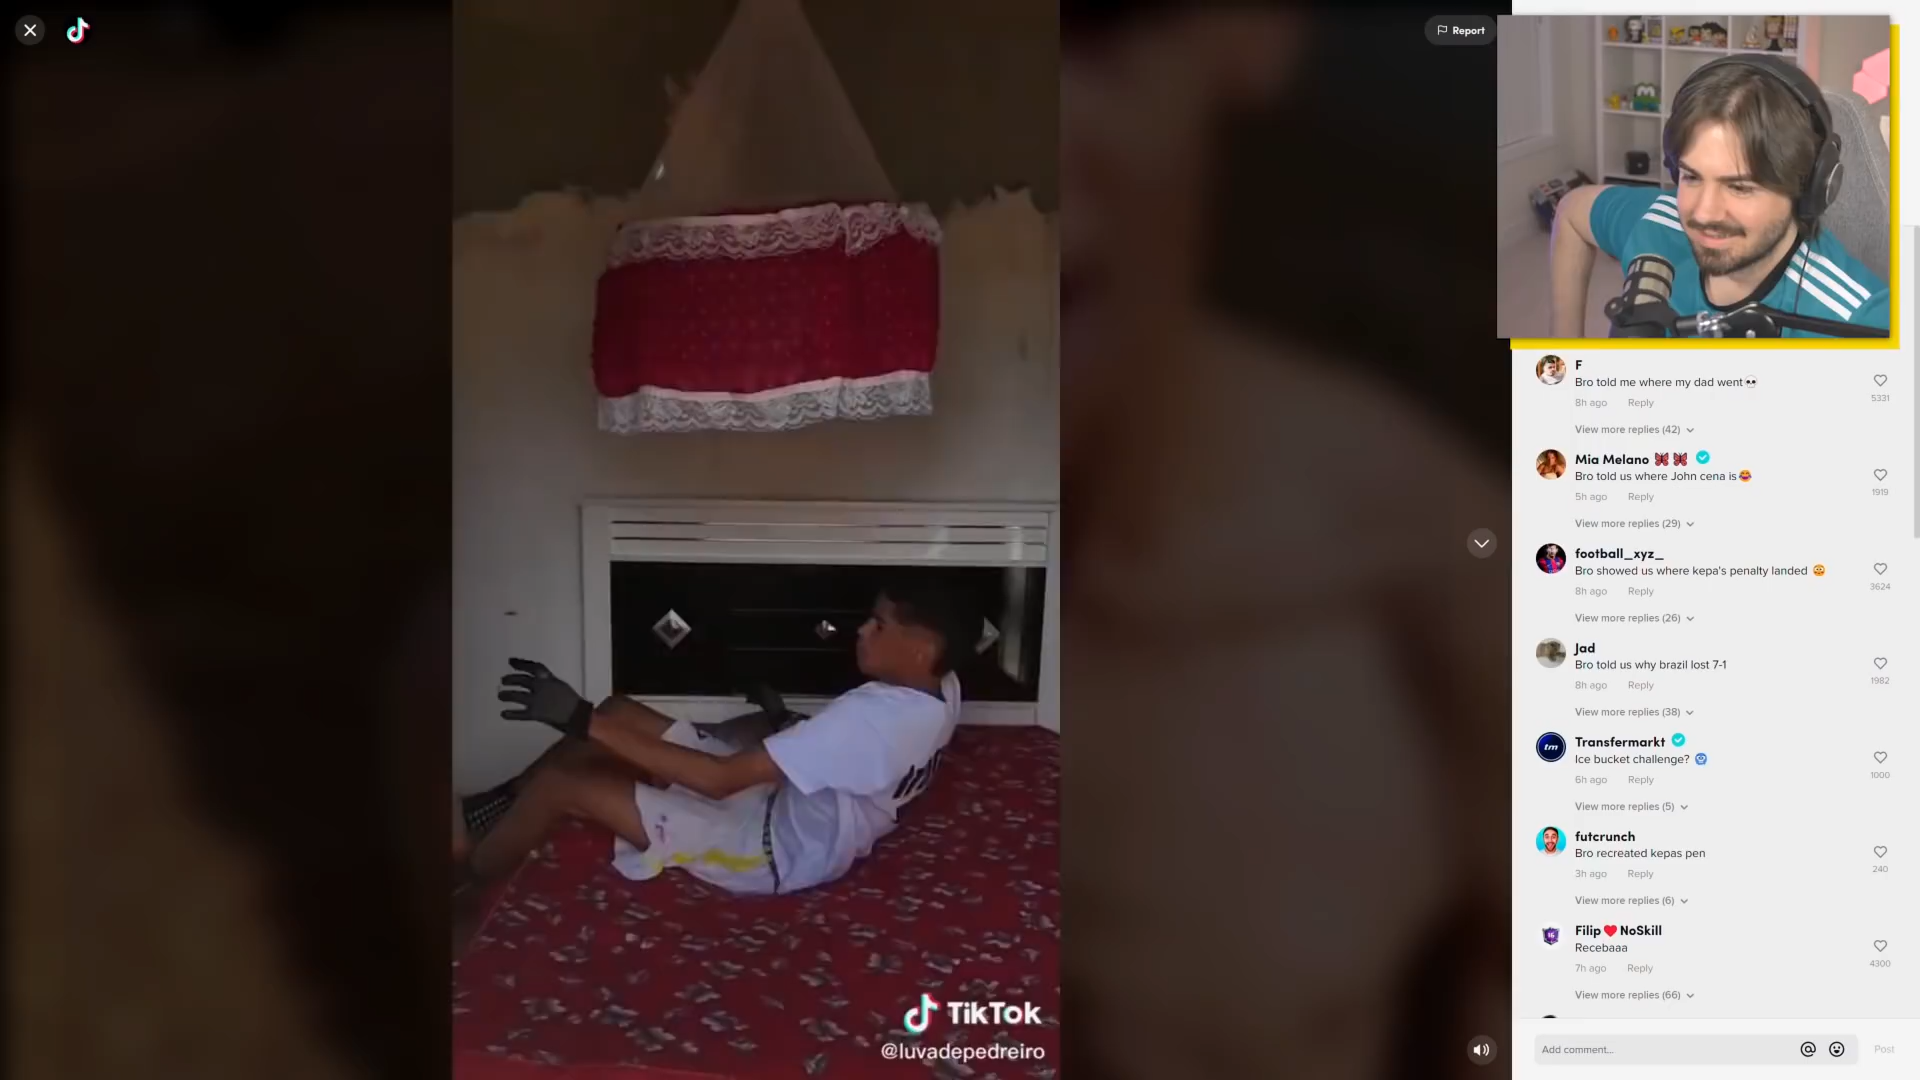 Report
TikTok
@luvadepedreiro
F
Bro told me where my dad went💀
8h ago Reply
5331
View more replies (42)
Mia Melano 🦋 🦋
Bro told us where John cena is😂
5h ago Reply
1919
View more replies (29)
football_xyz_
Bro showed us where kepa's penalty landed 😳
8h ago Reply
3624
View more replies (26)
Jad
Bro told us why brazil lost 7-1
8h ago Reply
1982
View more replies (38)
Transfermarkt
Ice bucket challenge? 🥶
6h ago Reply
1000
View more replies (5)
futcrunch
Bro recreated kepas pen
3h ago Reply
240
View more replies (6)
Filip❤️NoSkill
Recebaaa
7h ago Reply
4300
View more replies (66)
Add comment...
Post